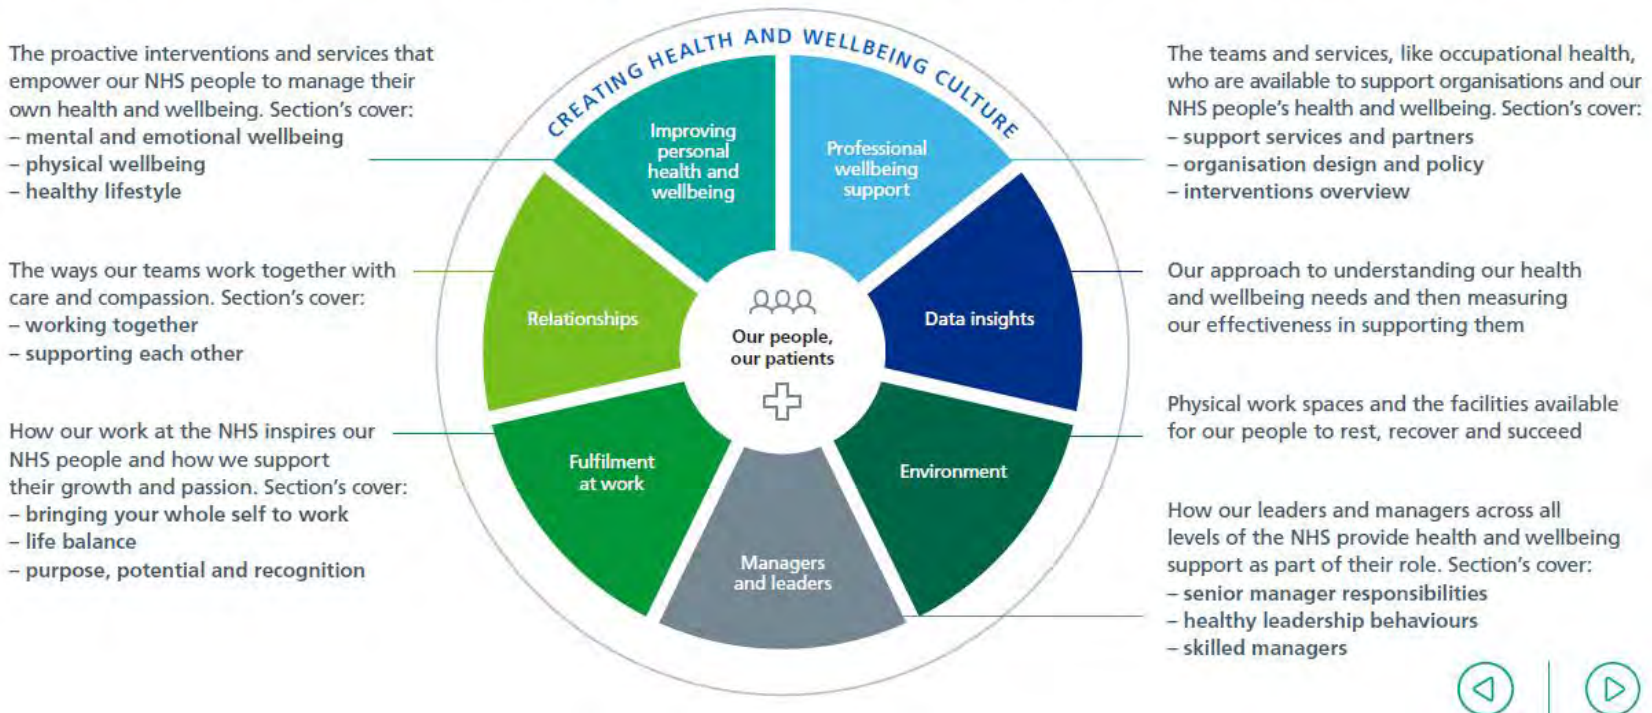 CREATING HEALTH AND WELLBEING CULTURE
The proactive interventions and services that
empower our NHS people to manage their
own health and wellbeing. Section's cover:
– mental and emotional wellbeing
– physical wellbeing
– healthy lifestyle
The ways our teams work together with
care and compassion. Section's cover:
– working together
– supporting each other
How our work at the NHS inspires our
NHS people and how we support
their growth and passion. Section's cover:
– bringing your whole self to work
– life balance
– purpose, potential and recognition
Improving
personal
health and
wellbeing
Professional
wellbeing
support
Relationships
Data insights
Our people,
our patients
Fulfilment
at work
Environment
Managers
and leaders
The teams and services, like occupational health,
who are available to support organisations and our
NHS people's health and wellbeing. Section's cover:
– support services and partners
– organisation design and policy
– interventions overview
Our approach to understanding our health
and wellbeing needs and then measuring
our effectiveness in supporting them
Physical work spaces and the facilities available
for our people to rest, recover and succeed
How our leaders and managers across all
levels of the NHS provide health and wellbeing
support as part of their role. Section's cover:
– senior manager responsibilities
– healthy leadership behaviours
– skilled managers